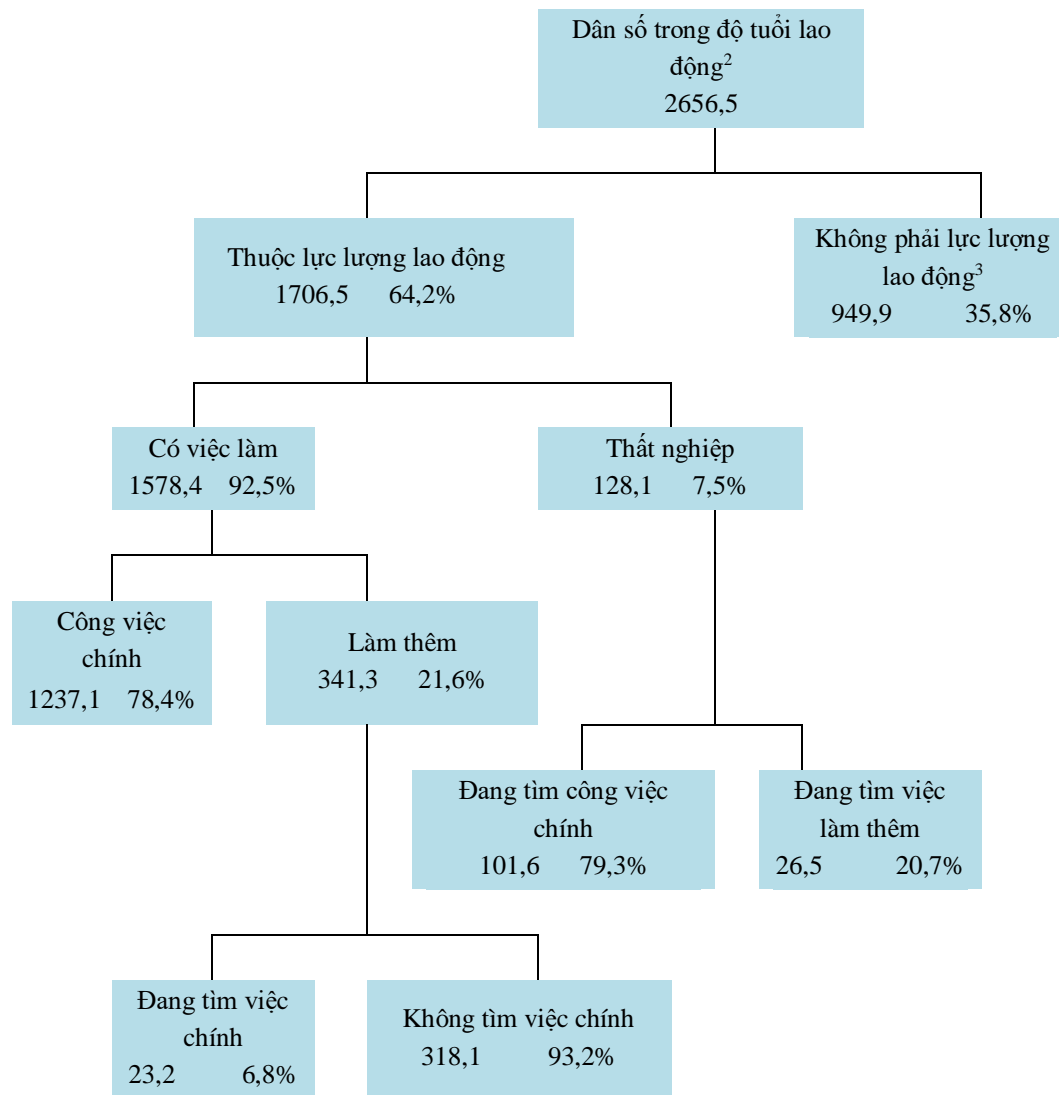 Dân số trong độ tuổi lao
động²
2656,5
Thuộc lực lượng lao động
1706,5 64,2%
Không phải lực lượng
lao động³
949,9 35,8%
Có việc làm
1578,4 92,5%
Thất nghiệp
128,1 7,5%
Công việc
chính
1237,1 78,4%
Làm thêm
341,3 21,6%
Đang tìm công việc
chính
101,6 79,3%
Đang tìm việc
làm thêm
26,5 20,7%
Đang tìm việc
chính
23,2 6,8%
Không tìm việc chính
318,1 93,2%